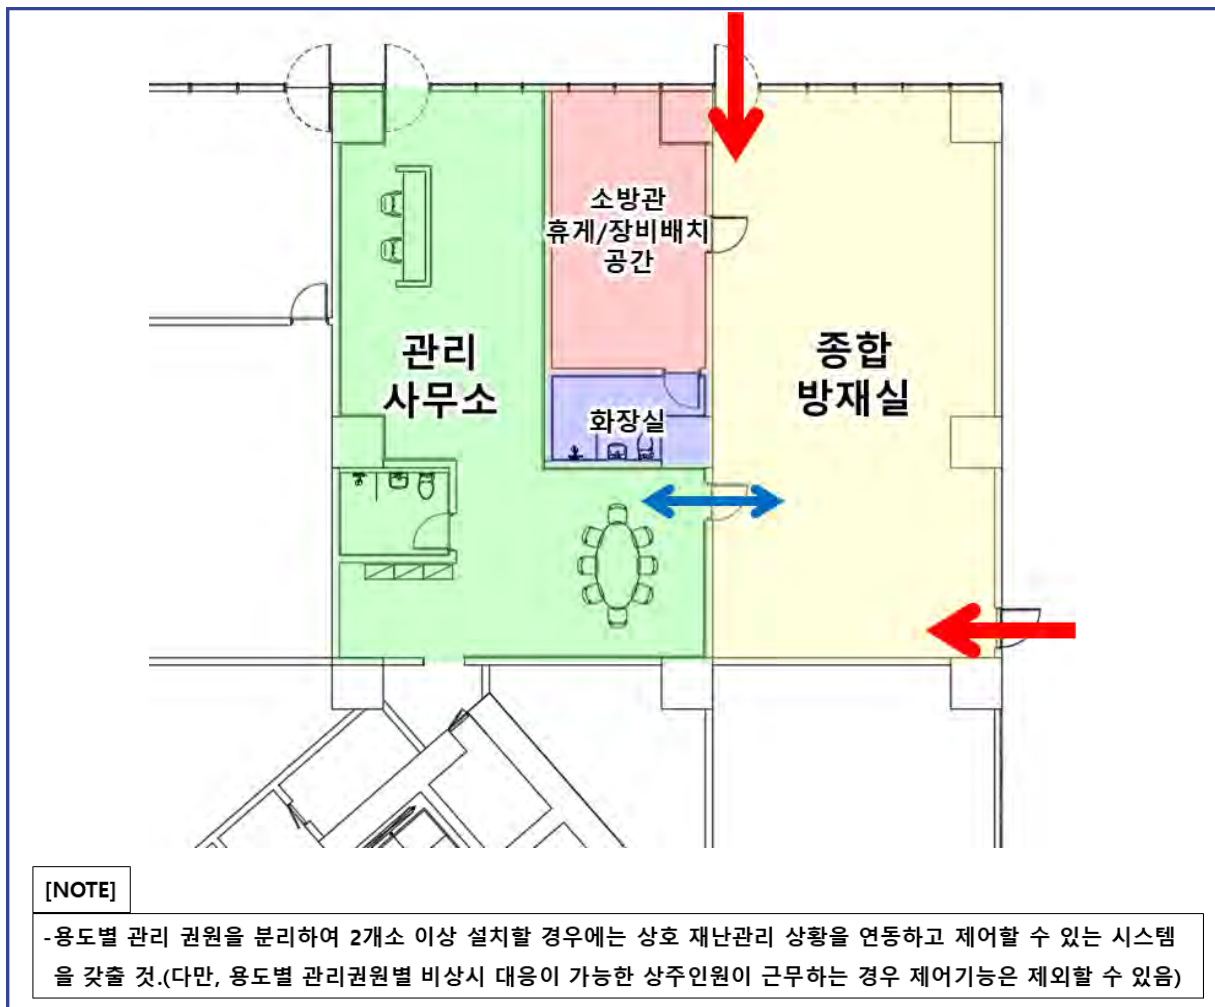 소방관
휴게/장비배치
공간
관리
사무소
종합
방재실
화장실
[NOTE]
-용도별 관리 권원을 분리하여 2개소 이상 설치할 경우에는 상호 재난관리 상황을 연동하고 제어할 수 있는 시스템
을 갖출 것.(다만, 용도별 관리권원별 비상시 대응이 가능한 상주인원이 근무하는 경우 제어기능은 제외할 수 있음)